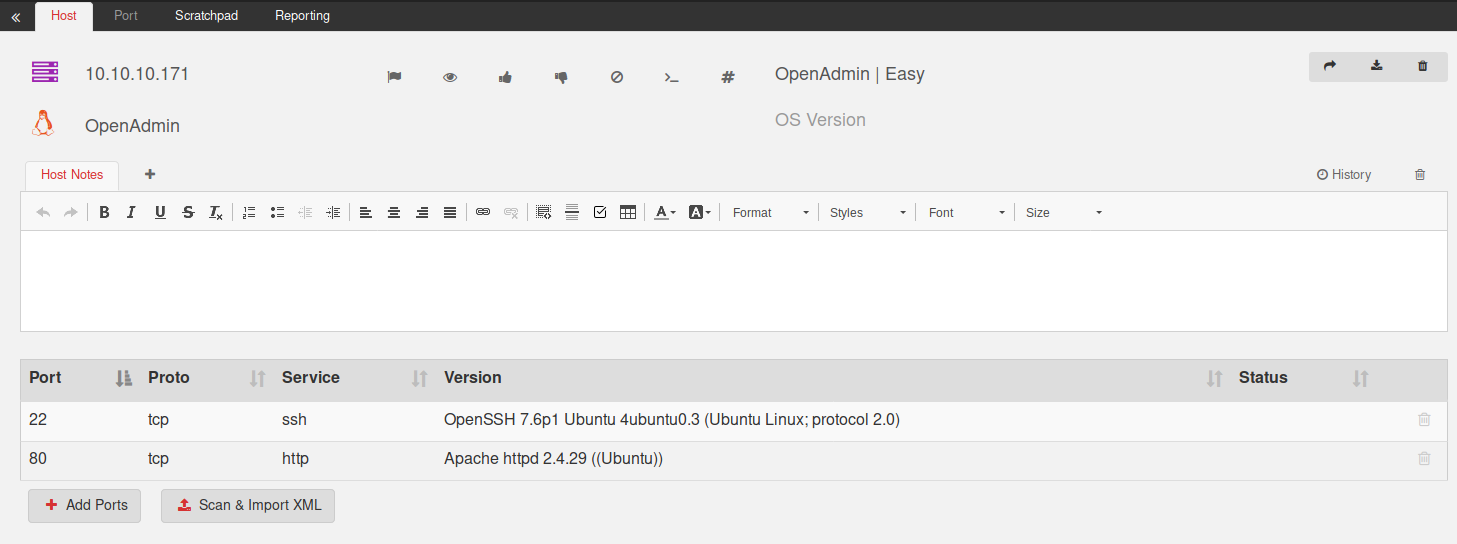 Host Port Scratchpad Reporting
10.10.10.171 OpenAdmin | Easy
OpenAdmin OS Version
Host Notes History
Format Styles Font Size
Port Proto Service Version Status
22 tcp ssh OpenSSH 7.6p1 Ubuntu 4ubuntu0.3 (Ubuntu Linux; protocol 2.0)
80 tcp http Apache httpd 2.4.29 ((Ubuntu))
Add Ports Scan & Import XML